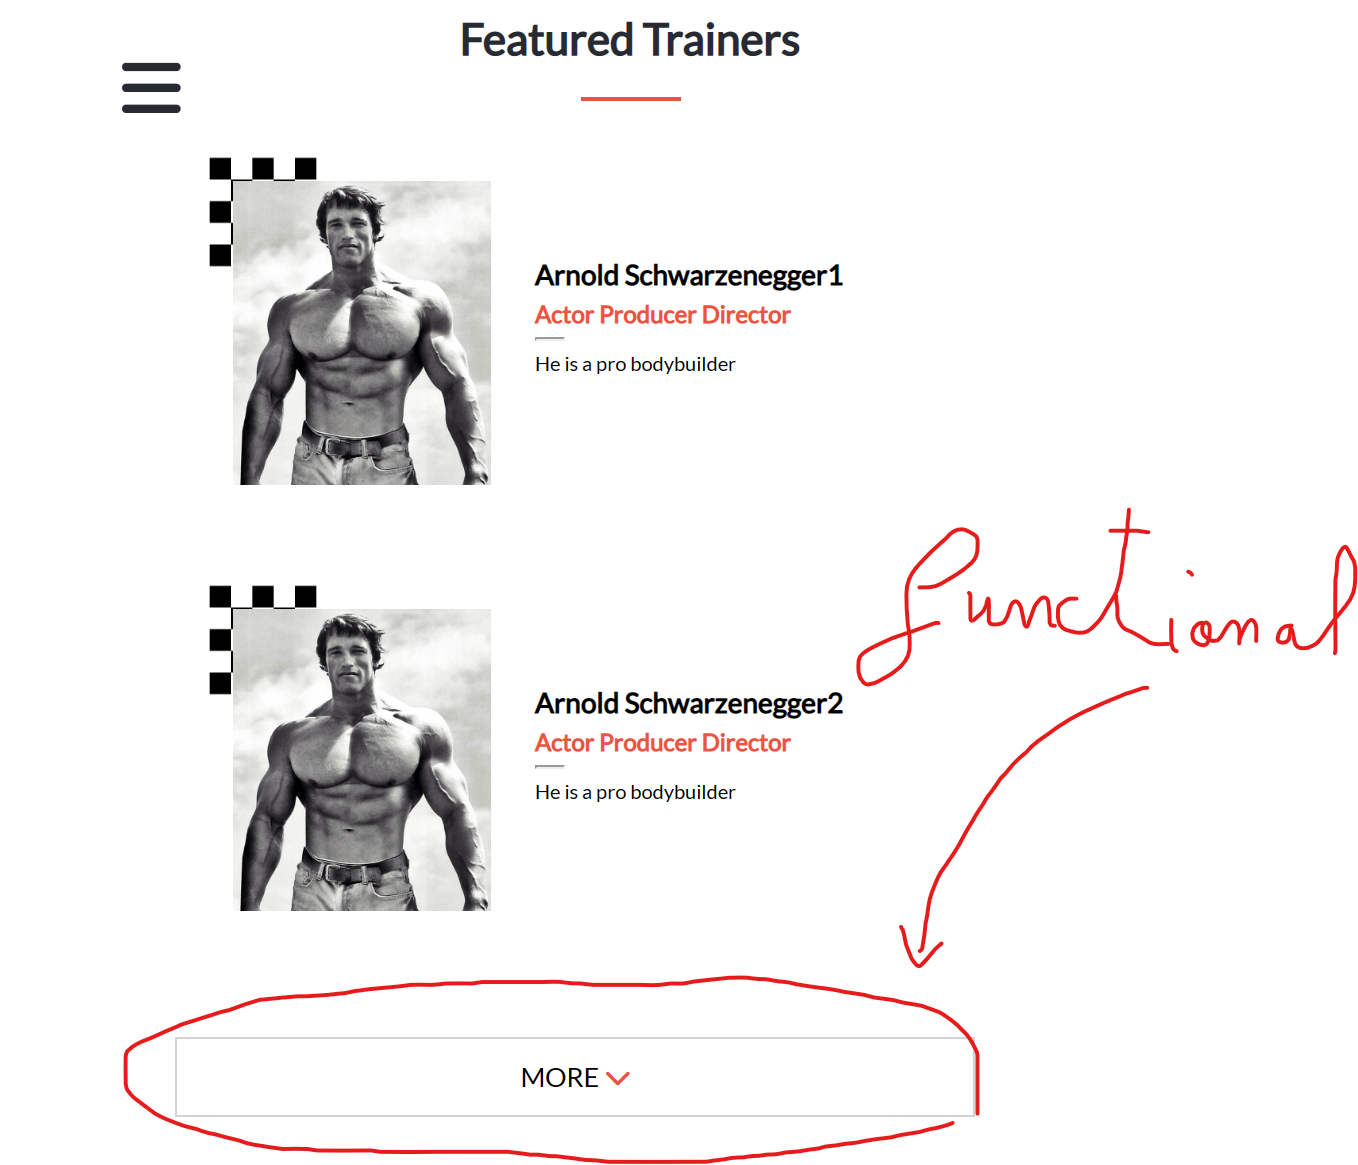 Featured Trainers
Arnold Schwarzenegger1
Actor Producer Director
He is a pro bodybuilder
functional
Arnold Schwarzenegger2
Actor Producer Director
He is a pro bodybuilder
MORE